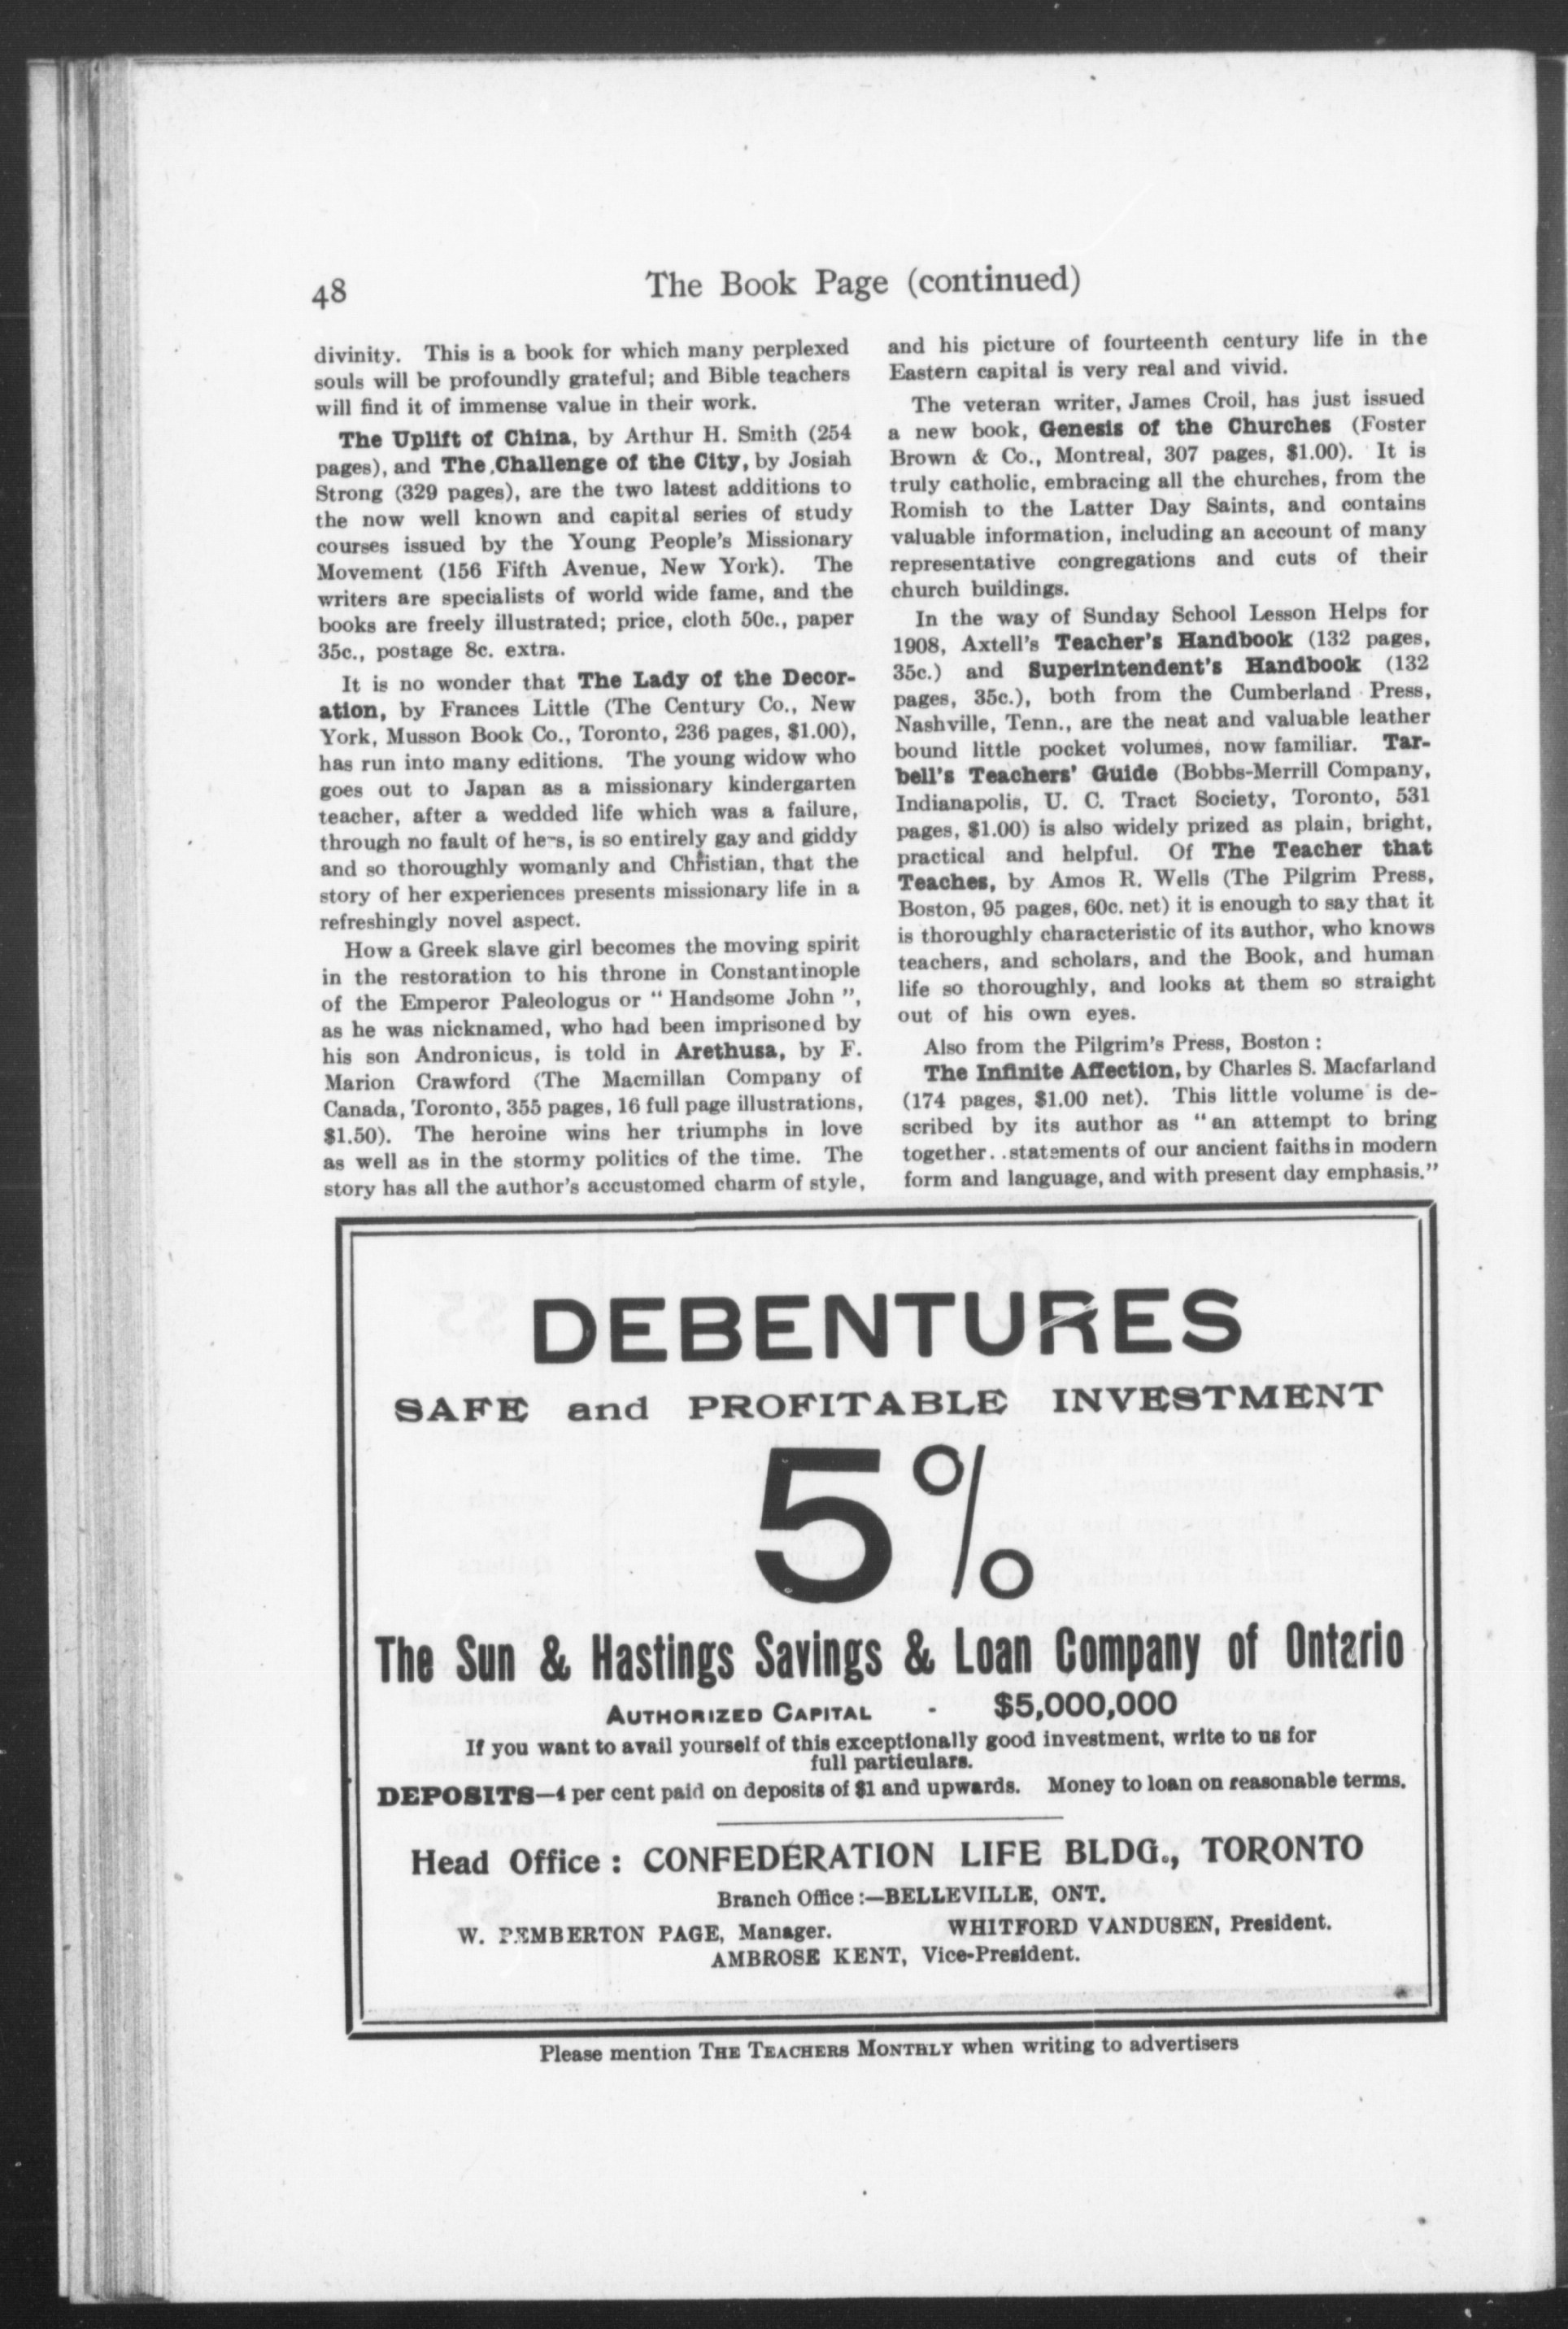 48
The Book Page (continued)
divinity. This is a book for which many perplexed
souls will be profoundly grateful; and Bible teachers
will find it of immense value in their work.
The Uplift of China, by Arthur H. Smith (254
pages), and The Challenge of the City, by Josiah
Strong (329 pages), are the two latest additions to
the now well known and capital series of study
courses issued by the Young People's Missionary
Movement (156 Fifth Avenue, New York). The
writers are specialists of world wide fame, and the
books are freely illustrated; price, cloth 50c., paper
35c., postage 8c. extra.
It is no wonder that The Lady of the Decor-
ation, by Frances Little (The Century Co., New
York, Musson Book Co., Toronto, 236 pages, $1.00),
has run into many editions. The young widow who
goes out to Japan as a missionary kindergarten
teacher, after a wedded life which was a failure,
through no fault of hers, is so entirely gay and giddy
and so thoroughly womanly and Christian, that the
story of her experiences presents missionary life in a
refreshingly novel aspect.
How a Greek slave girl becomes the moving spirit
in the restoration to his throne in Constantinople
of the Emperor Paleologus or " Handsome John ",
as he was nicknamed, who had been imprisoned by
his son Andronicus, is told in Arethusa, by F.
Marion Crawford (The Macmillan Company of
Canada, Toronto, 355 pages, 16 full page illustrations,
$1.50). The heroine wins her triumphs in love
as well as in the stormy politics of the time. The
story has all the author's accustomed charm of style,
and his picture of fourteenth century life in the
Eastern capital is very real and vivid.
The veteran writer, James Croil, has just issued
a new book, Genesis of the Churches (Foster
Brown & Co., Montreal, 307 pages, $1.00). It is
truly catholic, embracing all the churches, from the
Romish to the Latter Day Saints, and contains
valuable information, including an account of many
representative congregations and cuts of their
church buildings.
In the way of Sunday School Lesson Helps for
1908, Axtell's Teacher's Handbook (132 pages,
35c.) and Superintendent's Handbook (132
pages, 35c.), both from the Cumberland Press,
Nashville, Tenn., are the neat and valuable leather
bound little pocket volumes, now familiar. Tar-
bell's Teachers' Guide (Bobbs-Merrill Company,
Indianapolis, U. C. Tract Society, Toronto, 531
pages, $1.00) is also widely prized as plain, bright,
practical and helpful. Of The Teacher that
Teaches, by Amos R. Wells (The Pilgrim Press,
Boston, 95 pages, 60c. net) it is enough to say that it
is thoroughly characteristic of its author, who knows
teachers, and scholars, and the Book, and human
life so thoroughly, and looks at them so straight
out of his own eyes.
Also from the Pilgrim's Press, Boston :
The Infinite Affection, by Charles S. Macfarland
(174 pages, $1.00 net). This little volume is de-
scribed by its author as "an attempt to bring
together. .statements of our ancient faiths in modern
form and language, and with present day emphasis."
DEBENTURES
SAFE and PROFITABLE INVESTMENT
5%
The Sun & Hastings Savings & Loan Company of Ontario
AUTHORIZED CAPITAL - $5,000,000
If you want to avail yourself of this exceptionally good investment, write to us for
full particulars.
DEPOSITS—4 per cent paid on deposits of $1 and upwards. Money to loan on reasonable terms.
Head Office : CONFEDERATION LIFE BLDG., TORONTO
Branch Office :—BELLEVILLE, ONT.
W. PEMBERTON PAGE, Manager. WHITFORD VANDUSEN, President.
AMBROSE KENT, Vice-President.
Please mention THE TEACHERS MONTHLY when writing to advertisers